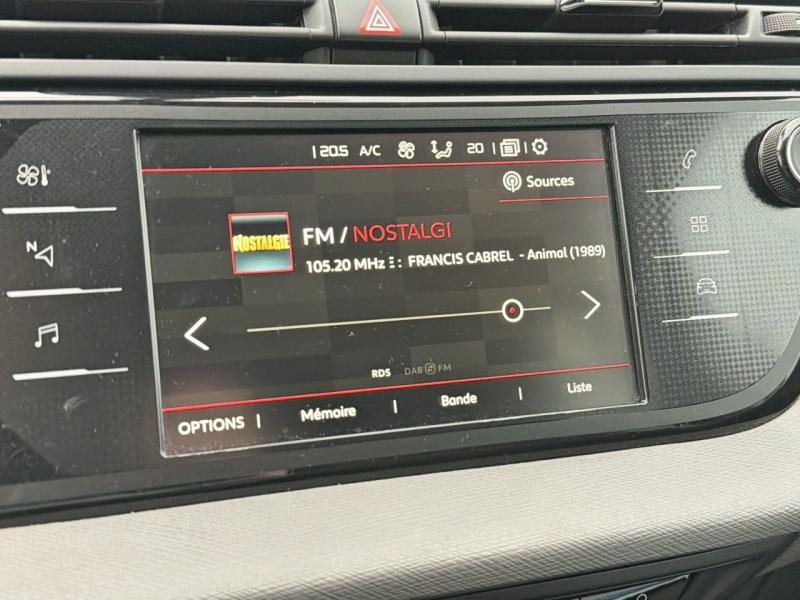 20.5 A/C 20
Sources
NOSTALGIE
FM / NOSTALGI
105.20 MHz : FRANCIS CABREL - Animal (1989)
N
RDS DAB FM
OPTIONS Mémoire Bande Liste